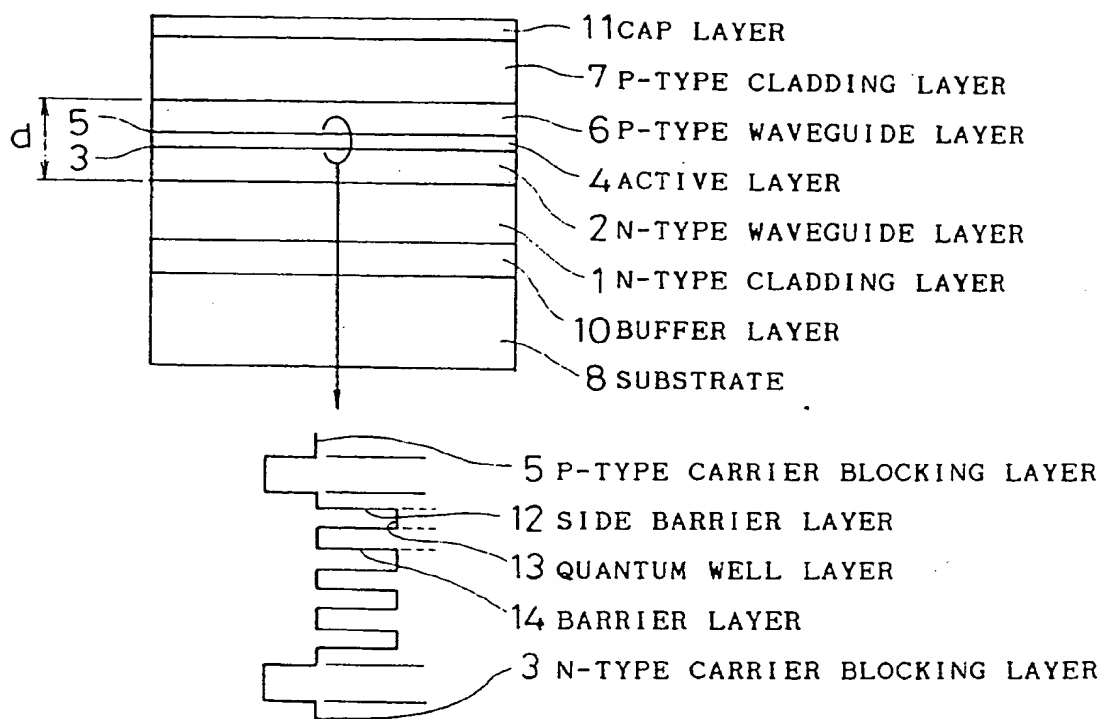 11 CAP LAYER
7 P-TYPE CLADDING LAYER
d
5
6 P-TYPE WAVEGUIDE LAYER
3
4 ACTIVE LAYER
2 N-TYPE WAVEGUIDE LAYER
1 N-TYPE CLADDING LAYER
10 BUFFER LAYER
8 SUBSTRATE
5 P-TYPE CARRIER BLOCKING LAYER
12 SIDE BARRIER LAYER
13 QUANTUM WELL LAYER
14 BARRIER LAYER
3 N-TYPE CARRIER BLOCKING LAYER